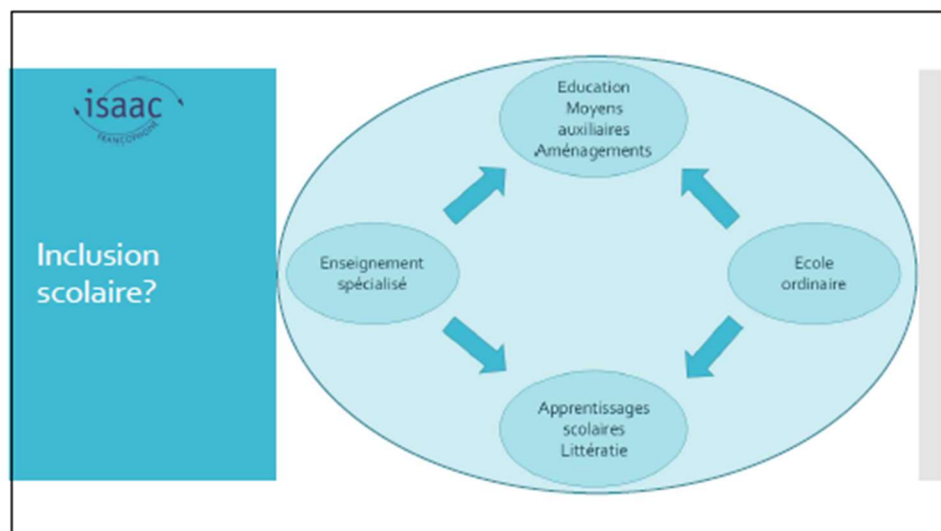 isaac
FRANCOPHONE
Inclusion
scolaire?
Education
Moyens
auxiliaires
Aménagements
Enseignement
spécialisé
Ecole
ordinaire
Apprentissages
scolaires
Littératie